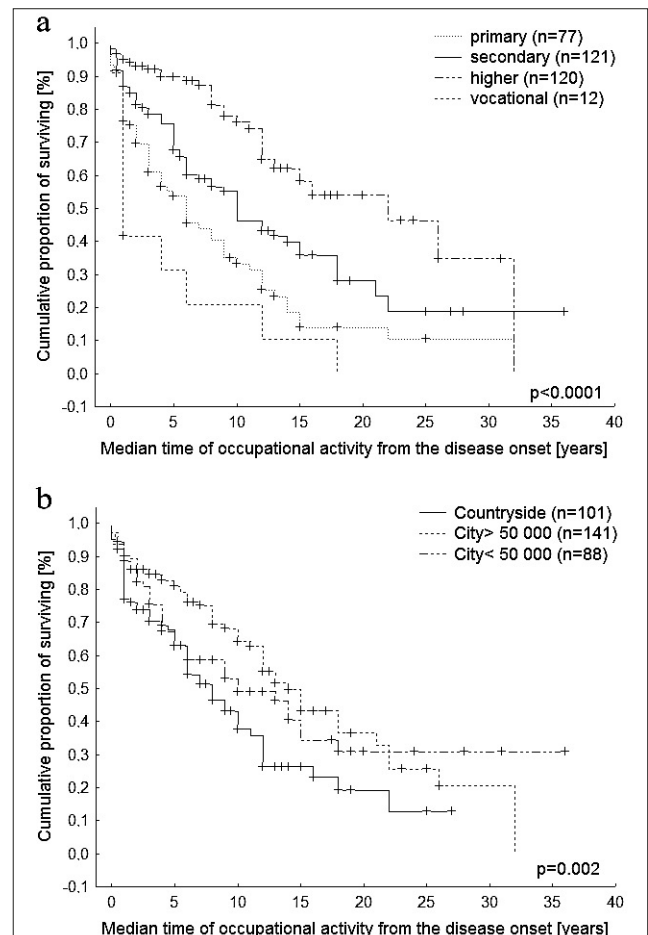 a
primary (n=77)
secondary (n=121)
higher (n=120)
vocational (n=12)
Cumulative proportion of surviving [%]
1.0
0.9
0.8
0.7
0.6
0.5
0.4
0.3
0.2
0.1
0.0
-0.1
p<0.0001
0 5 10 15 20 25 30 35 40
Median time of occupational activity from the disease onset [years]
b
Countryside (n=101)
City> 50 000 (n=141)
City< 50 000 (n=88)
Cumulative proportion of surviving [%]
1.0
0.9
0.8
0.7
0.6
0.5
0.4
0.3
0.2
0.1
0.0
-0.1
p=0.002
0 5 10 15 20 25 30 35 40
Median time of occupational activity from the disease onset [years]